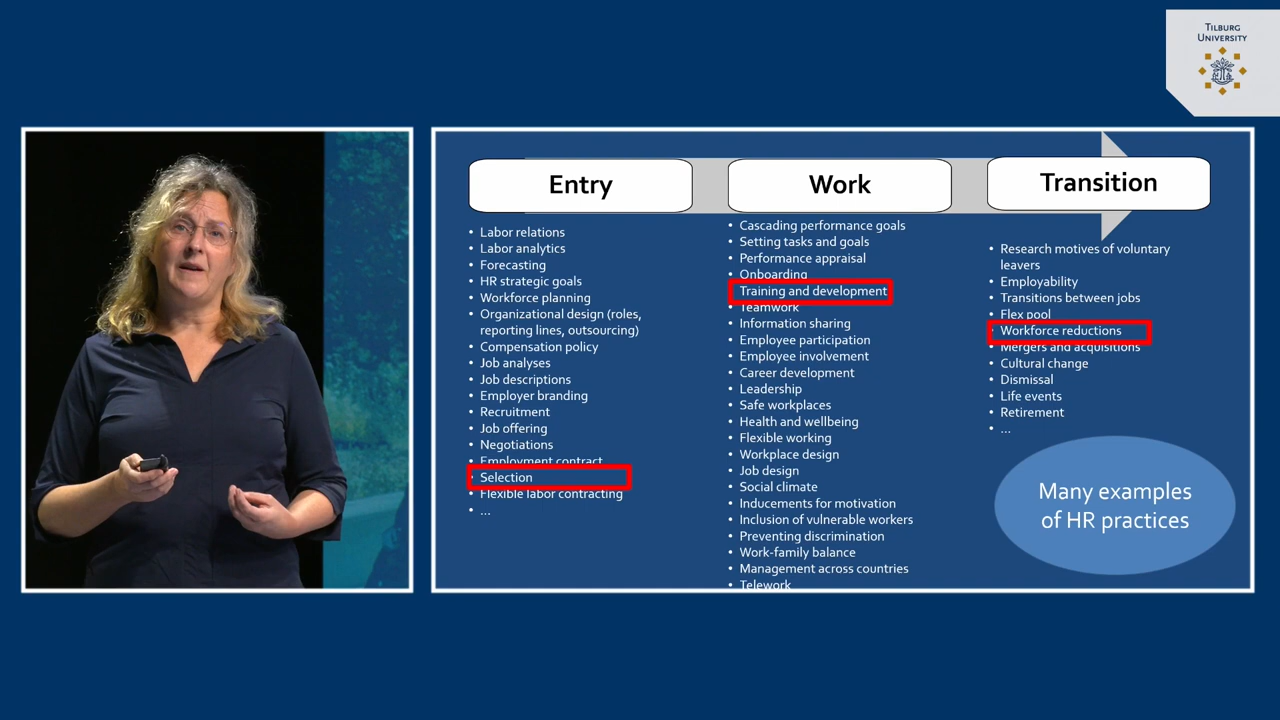 TILBURG
UNIVERSITY
Entry
Work
Transition
• Labor relations
• Labor analytics
• Forecasting
• HR strategic goals
• Workforce planning
• Organizational design (roles,
reporting lines, outsourcing)
• Compensation policy
• Job analyses
• Job descriptions
• Employer branding
• Recruitment
• Job offering
• Negotiations
• Employment contract
• Selection
• Flexible labor contracting
• ...
• Cascading performance goals
• Setting tasks and goals
• Performance appraisal
• Onboarding
Training and development
• Teamwork
• Information sharing
• Employee participation
• Employee involvement
• Career development
• Leadership
• Safe workplaces
• Health and wellbeing
• Flexible working
• Workplace design
• Job design
• Social climate
• Inducements for motivation
• Inclusion of vulnerable workers
• Preventing discrimination
• Work-family balance
• Management across countries
• Telework
• Research motives of voluntary
leavers
• Employability
• Transitions between jobs
• Flex pool
• Workforce reductions
• Mergers and acquisitions
• Cultural change
• Dismissal
• Life events
• Retirement
• ...
Many examples
of HR practices